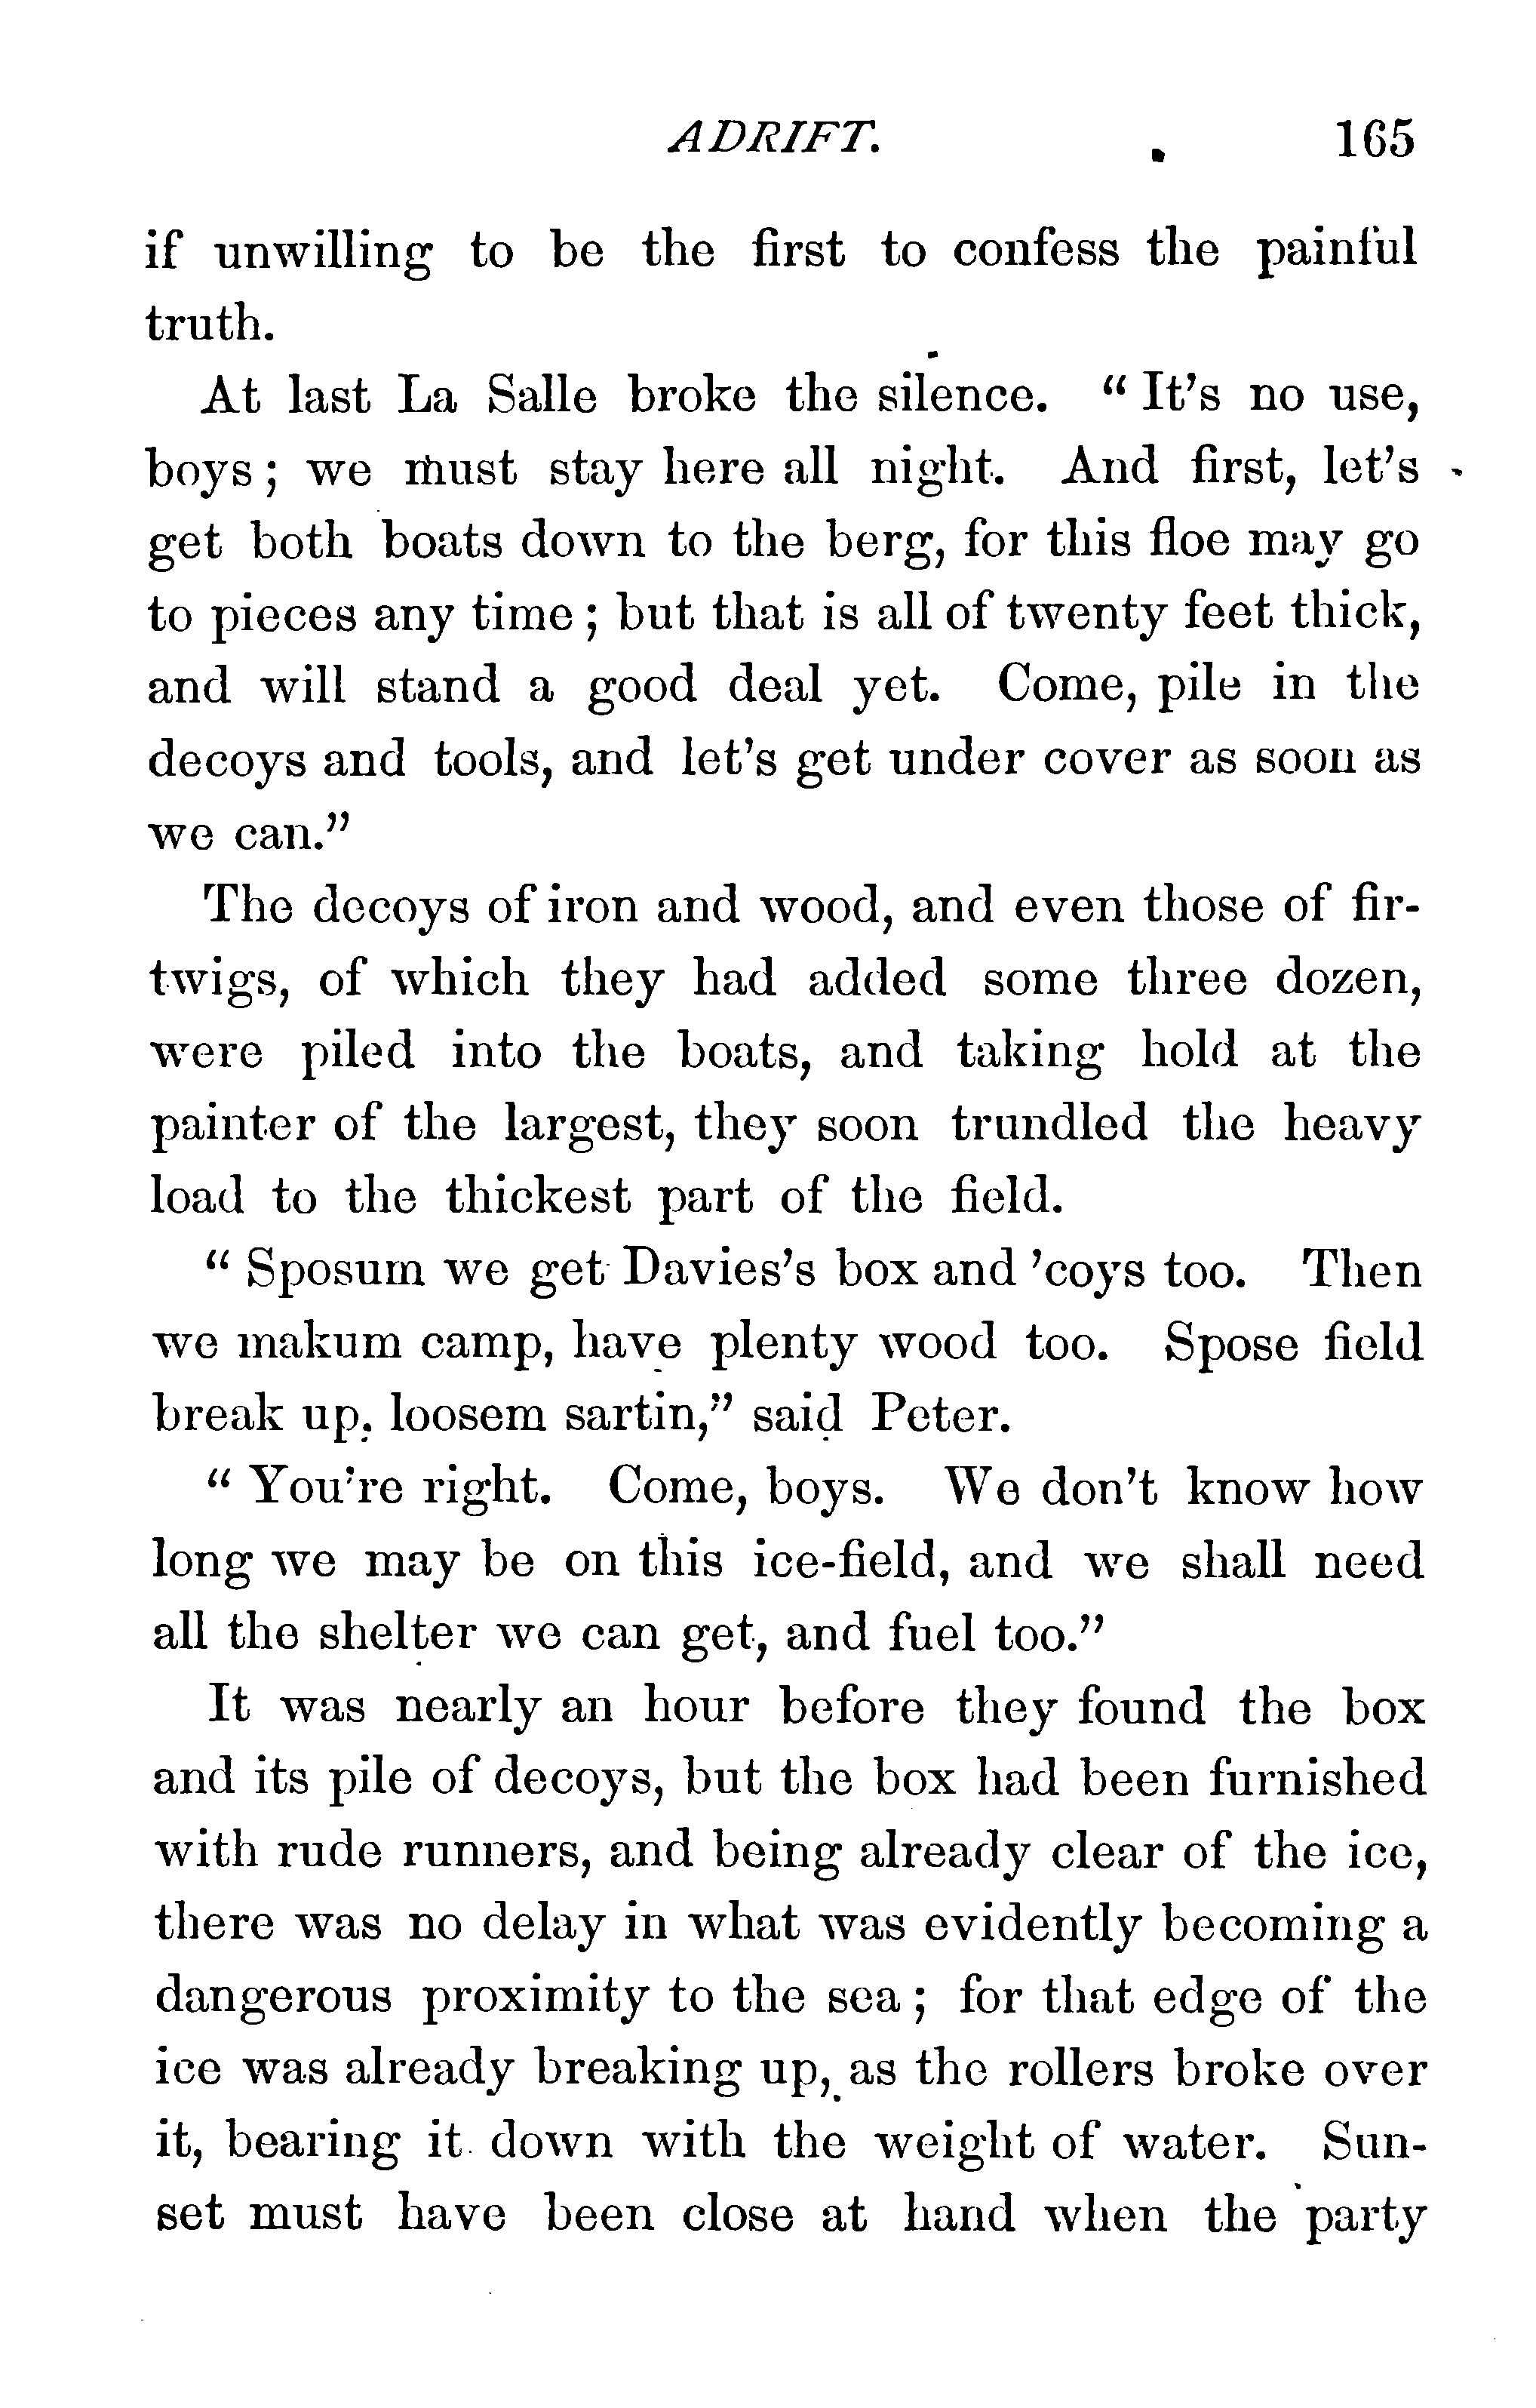 ADRIFT. 165
if unwilling to be the first to confess the painful
truth.
At last La Salle broke the silence. “ It’s no use,
boys ; we must stay here all night. And first, let’s
get both boats down to the berg, for this floe may go
to pieces any time ; but that is all of twenty feet thick,
and will stand a good deal yet. Come, pile in the
decoys and tools, and let’s get under cover as soon as
we can.”
The decoys of iron and wood, and even those of fir-
twigs, of which they had added some three dozen,
were piled into the boats, and taking hold at the
painter of the largest, they soon trundled the heavy
load to the thickest part of the field.
“ Sposum we get Davies’s box and ’coys too. Then
we makum camp, have plenty wood too. Spose field
break up, loosem sartin,” said Peter.
“ You’re right. Come, boys. We don’t know how
long we may be on this ice-field, and we shall need
all the shelter we can get, and fuel too.”
It was nearly an hour before they found the box
and its pile of decoys, but the box had been furnished
with rude runners, and being already clear of the ice,
there was no delay in what was evidently becoming a
dangerous proximity to the sea ; for that edge of the
ice was already breaking up, as the rollers broke over
it, bearing it down with the weight of water. Sun-
set must have been close at hand when the party